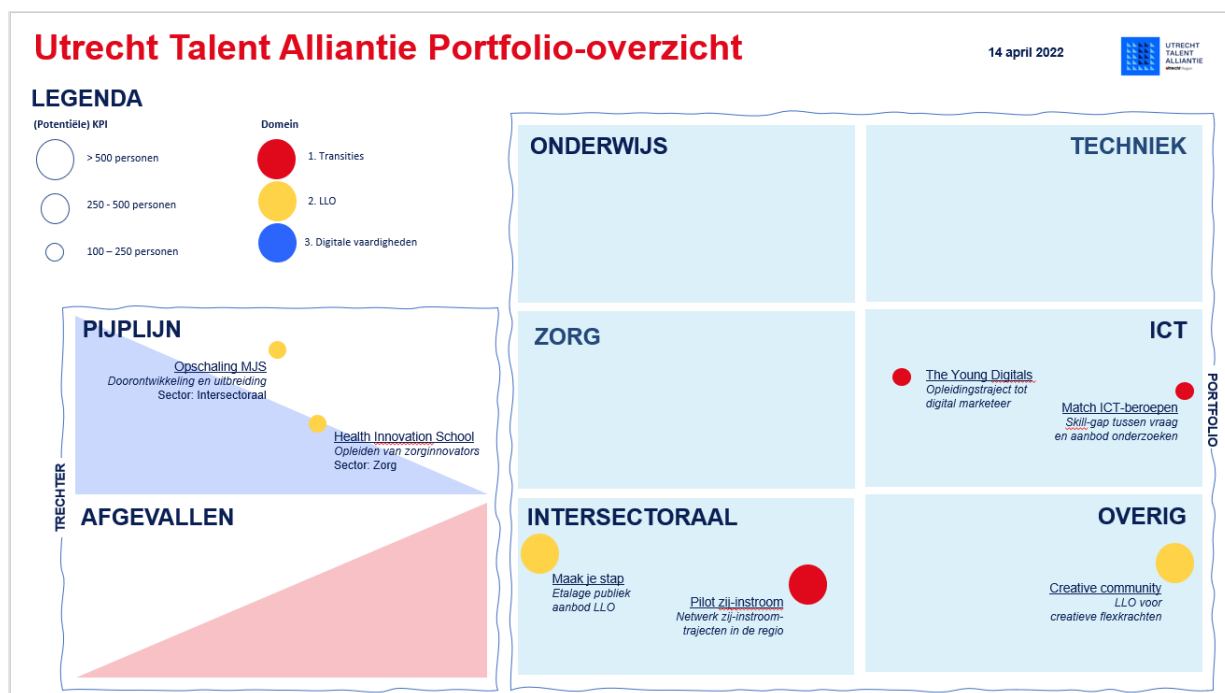 Utrecht Talent Alliantie Portfolio-overzicht
14 april 2022
UTRECHT
TALENT
ALLIANTIE
LEGENDA
(Potentiële) KPI
> 500 personen
250 - 500 personen
100 – 250 personen
Domein
1. Transities
2. LLO
3. Digitale vaardigheden
TRECHTER
PIJPLIJN
Opschaling MJS
Doorontwikkeling en uitbreiding
Sector: Intersectoraal
Health Innovation School
Opleiden van zorginnovators
Sector: Zorg
AFGEVALLEN
ONDERWIJS
TECHNIEK
ZORG
ICT
The Young Digitals
Opleidingstraject tot
digital marketeer
Match ICT-beroepen
Skill-gap tussen vraag
en aanbod onderzoeken
INTERSECTORAAL
Maak je stap
Etalage publiek
aanbod LLO
Pilot zij-instroom
Netwerk zij-instroom-
trajecten in de regio
OVERIG
Creative community
LLO voor
creatieve flexkrachten
PORTFOLIO